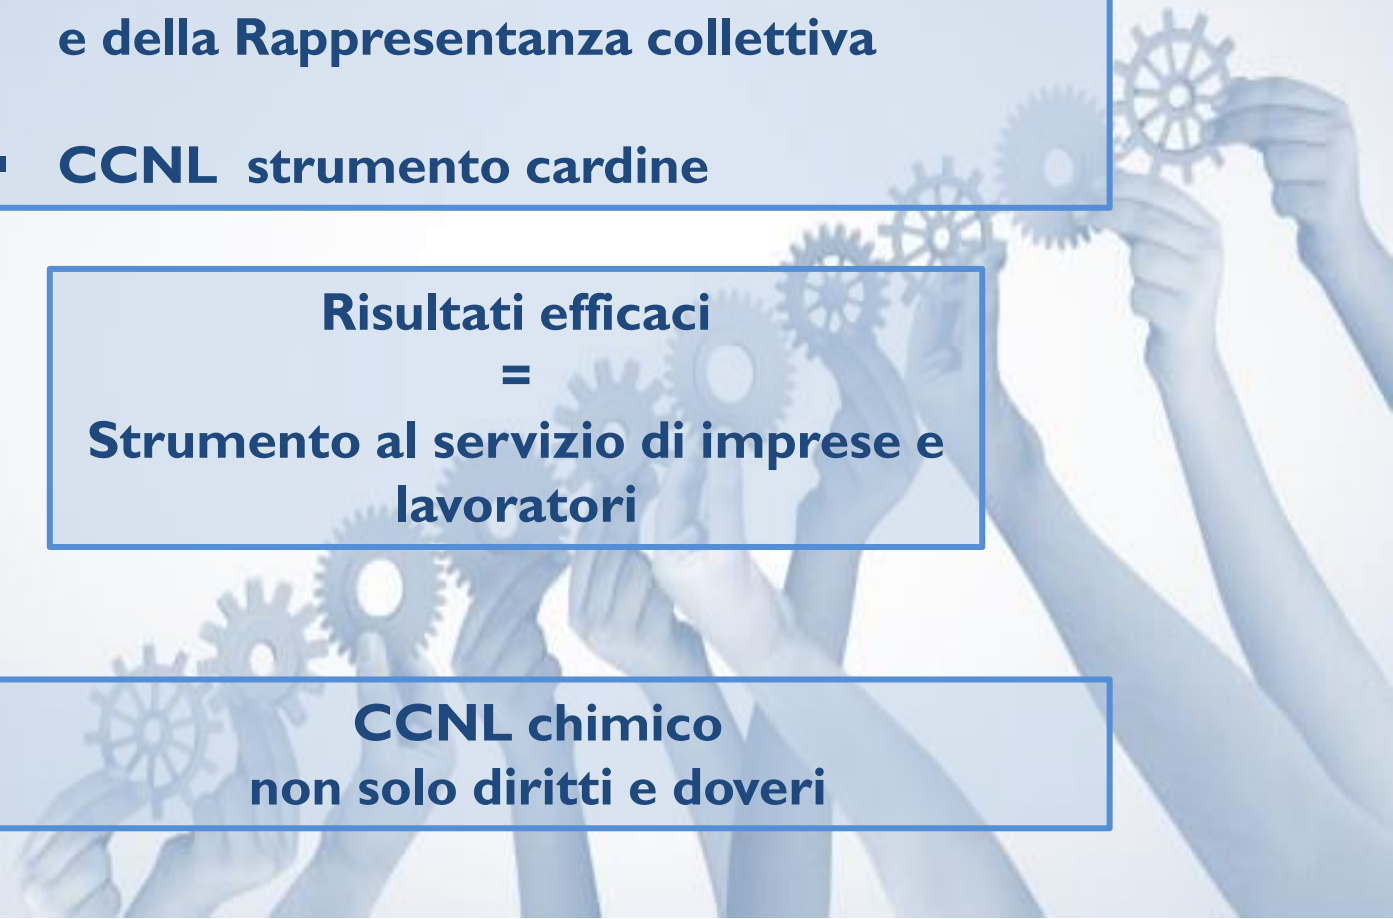 e della Rappresentanza collettiva
▪ CCNL strumento cardine
Risultati efficaci
=
Strumento al servizio di imprese e
lavoratori
CCNL chimico
non solo diritti e doveri